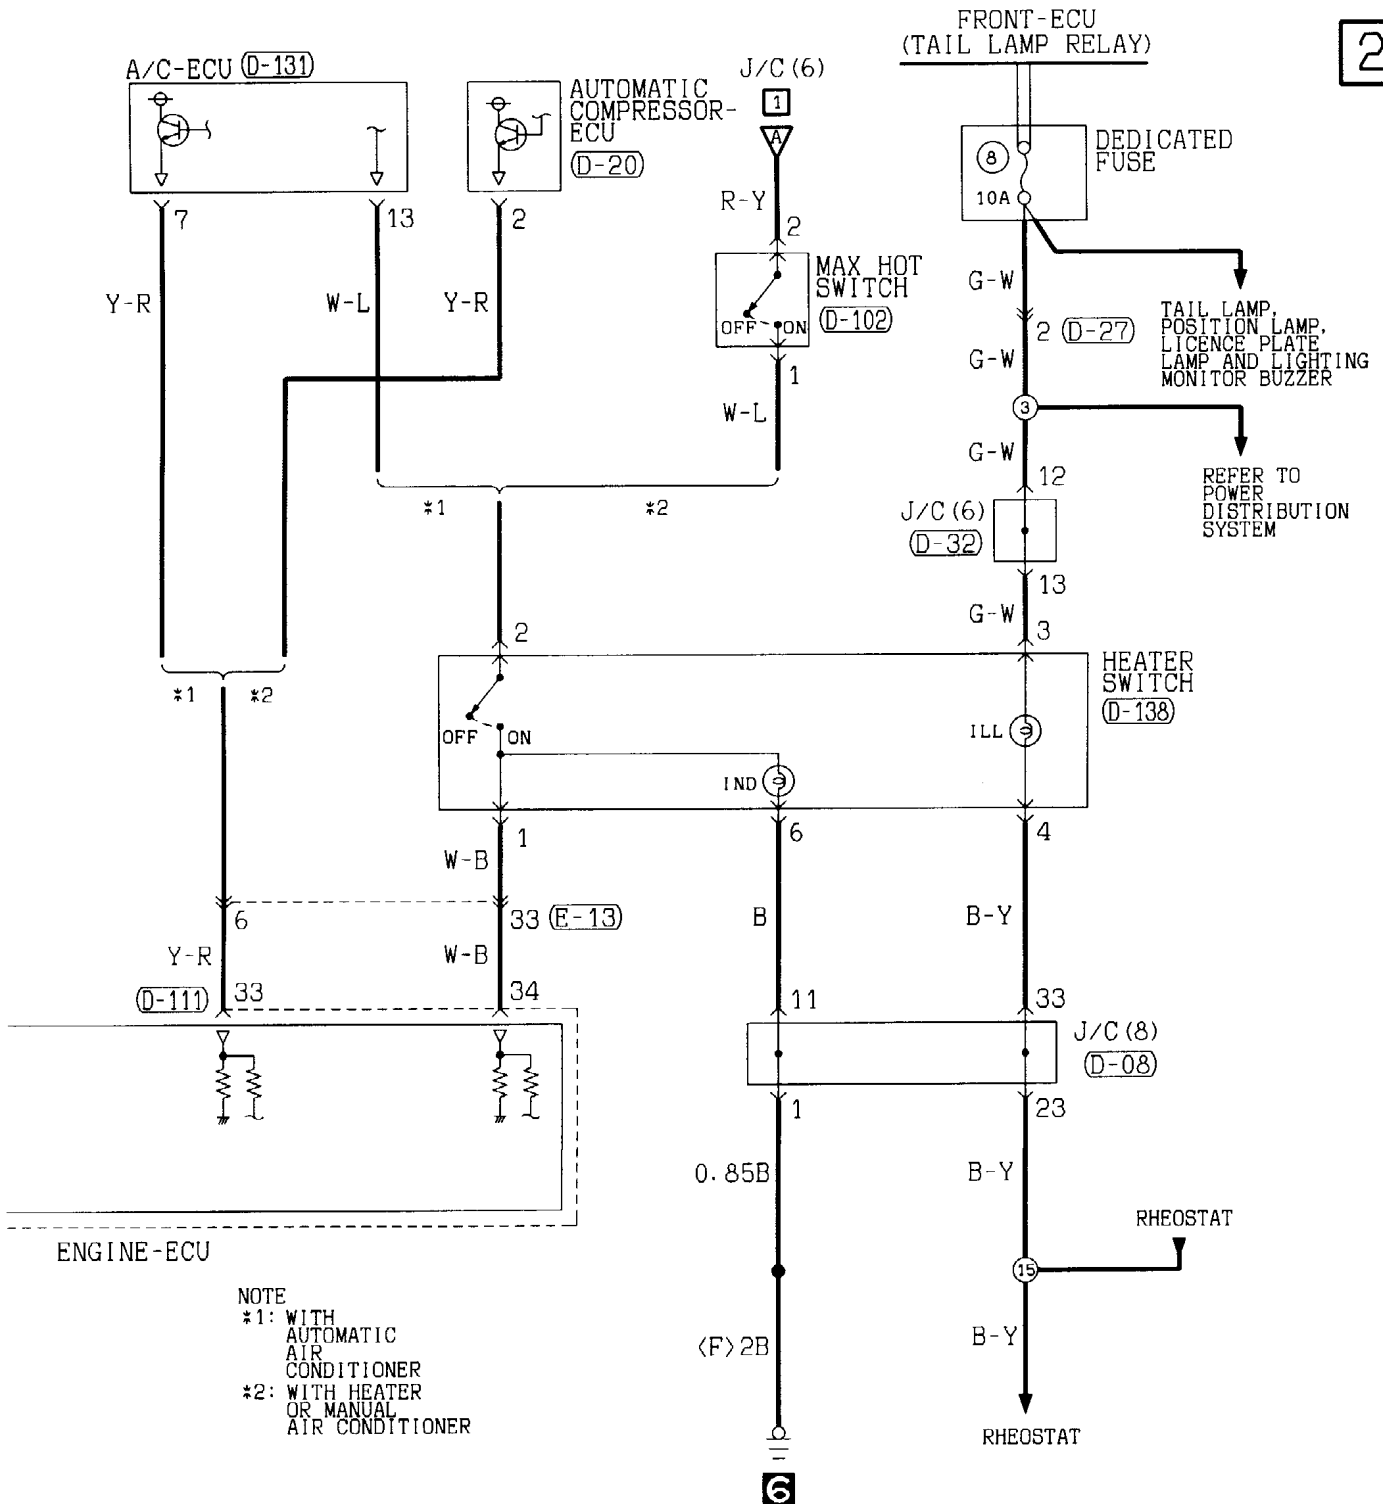 FRONT-ECU
(TAIL LAMP RELAY)
2
A/C-ECU (D-131)
AUTOMATIC
COMPRESSOR-
ECU
(D-20)
J/C(6)
1
A
8
10A
DEDICATED
FUSE
7
13
2
R-Y
2
Y-R
W-L
Y-R
MAX HOT
SWITCH
(D-102)
OFF
ON
G-W
2 (D-27)
TAIL LAMP,
POSITION LAMP,
LICENCE PLATE
LAMP AND LIGHTING
MONITOR BUZZER
1
G-W
W-L
3
G-W
12
REFER TO
POWER
DISTRIBUTION
SYSTEM
*1
*2
J/C(6)
(D-32)
13
G-W
2
3
HEATER
SWITCH
(D-138)
*1
*2
OFF
ON
ILL
IND
1
6
4
W-B
6
33 (E-13)
B
B-Y
Y-R
W-B
(D-111)
33
34
11
33
J/C(8)
(D-08)
1
23
0.85B
B-Y
RHEOSTAT
ENGINE-ECU
15
NOTE
*1: WITH
AUTOMATIC
AIR
CONDITIONER
*2: WITH HEATER
OR MANUAL
AIR CONDITIONER
〈F〉2B
B-Y
RHEOSTAT
6